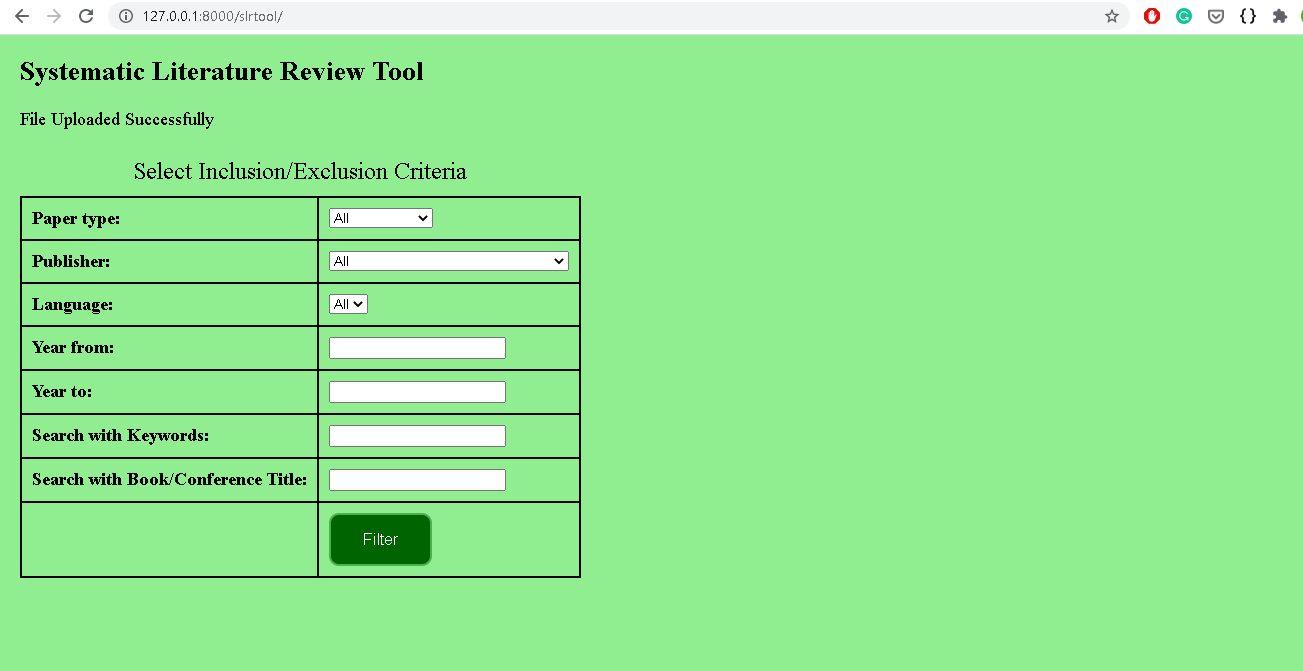 127.0.0.1:8000/slrtool/
Systematic Literature Review Tool
File Uploaded Successfully
Select Inclusion/Exclusion Criteria
Paper type: All
Publisher: All
Language: All
Year from:
Year to:
Search with Keywords:
Search with Book/Conference Title:
Filter